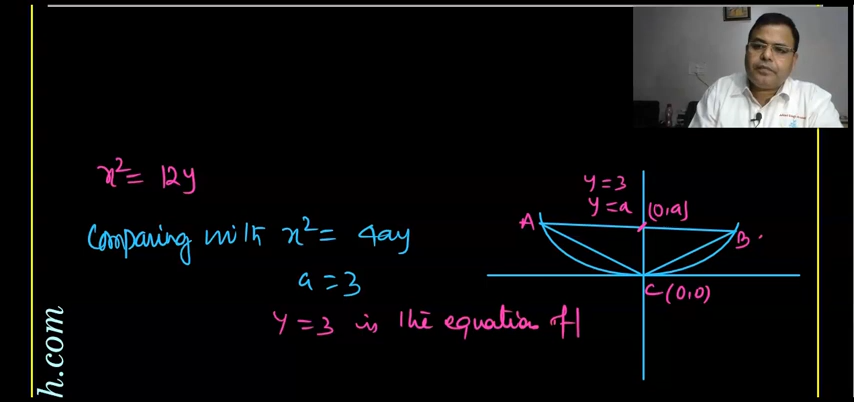 x² = 12y
Comparing with x² = 4ay
a = 3
y = 3 is the equation of
y = 3
y = a (0,a)
A
B
C(0,0)
h.com